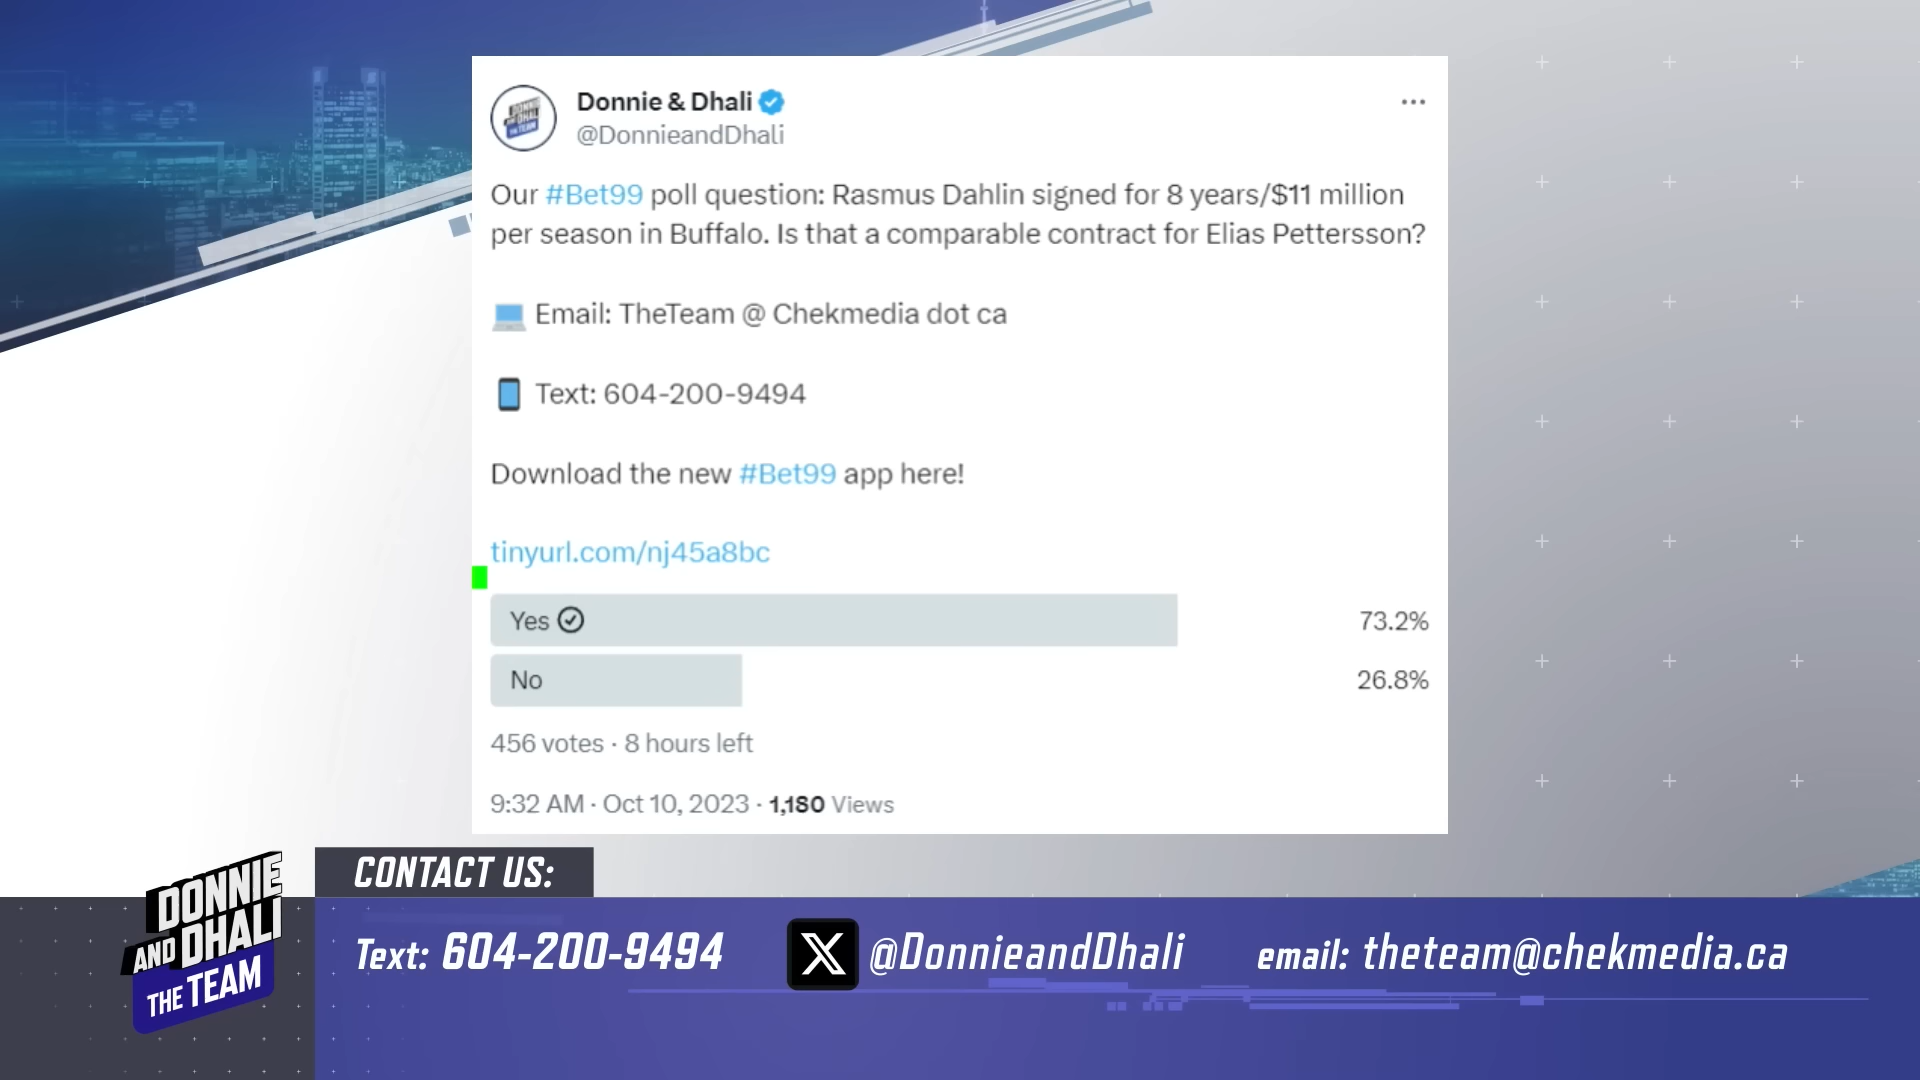 Donnie & Dhali
@DonnieandDhali
Our #Bet99 poll question: Rasmus Dahlin signed for 8 years/$11 million
per season in Buffalo. Is that a comparable contract for Elias Pettersson?
Email: TheTeam @ Chekmedia dot ca
Text: 604-200-9494
Download the new #Bet99 app here!
tinyurl.com/nj45a8bc
Yes 73.2%
No 26.8%
456 votes · 8 hours left
9:32 AM · Oct 10, 2023 · 1,180 Views
CONTACT US:
DONNIE
AND DHALI
THE TEAM
Text: 604-200-9494 @DonnieandDhali email: theteam@chekmedia.ca